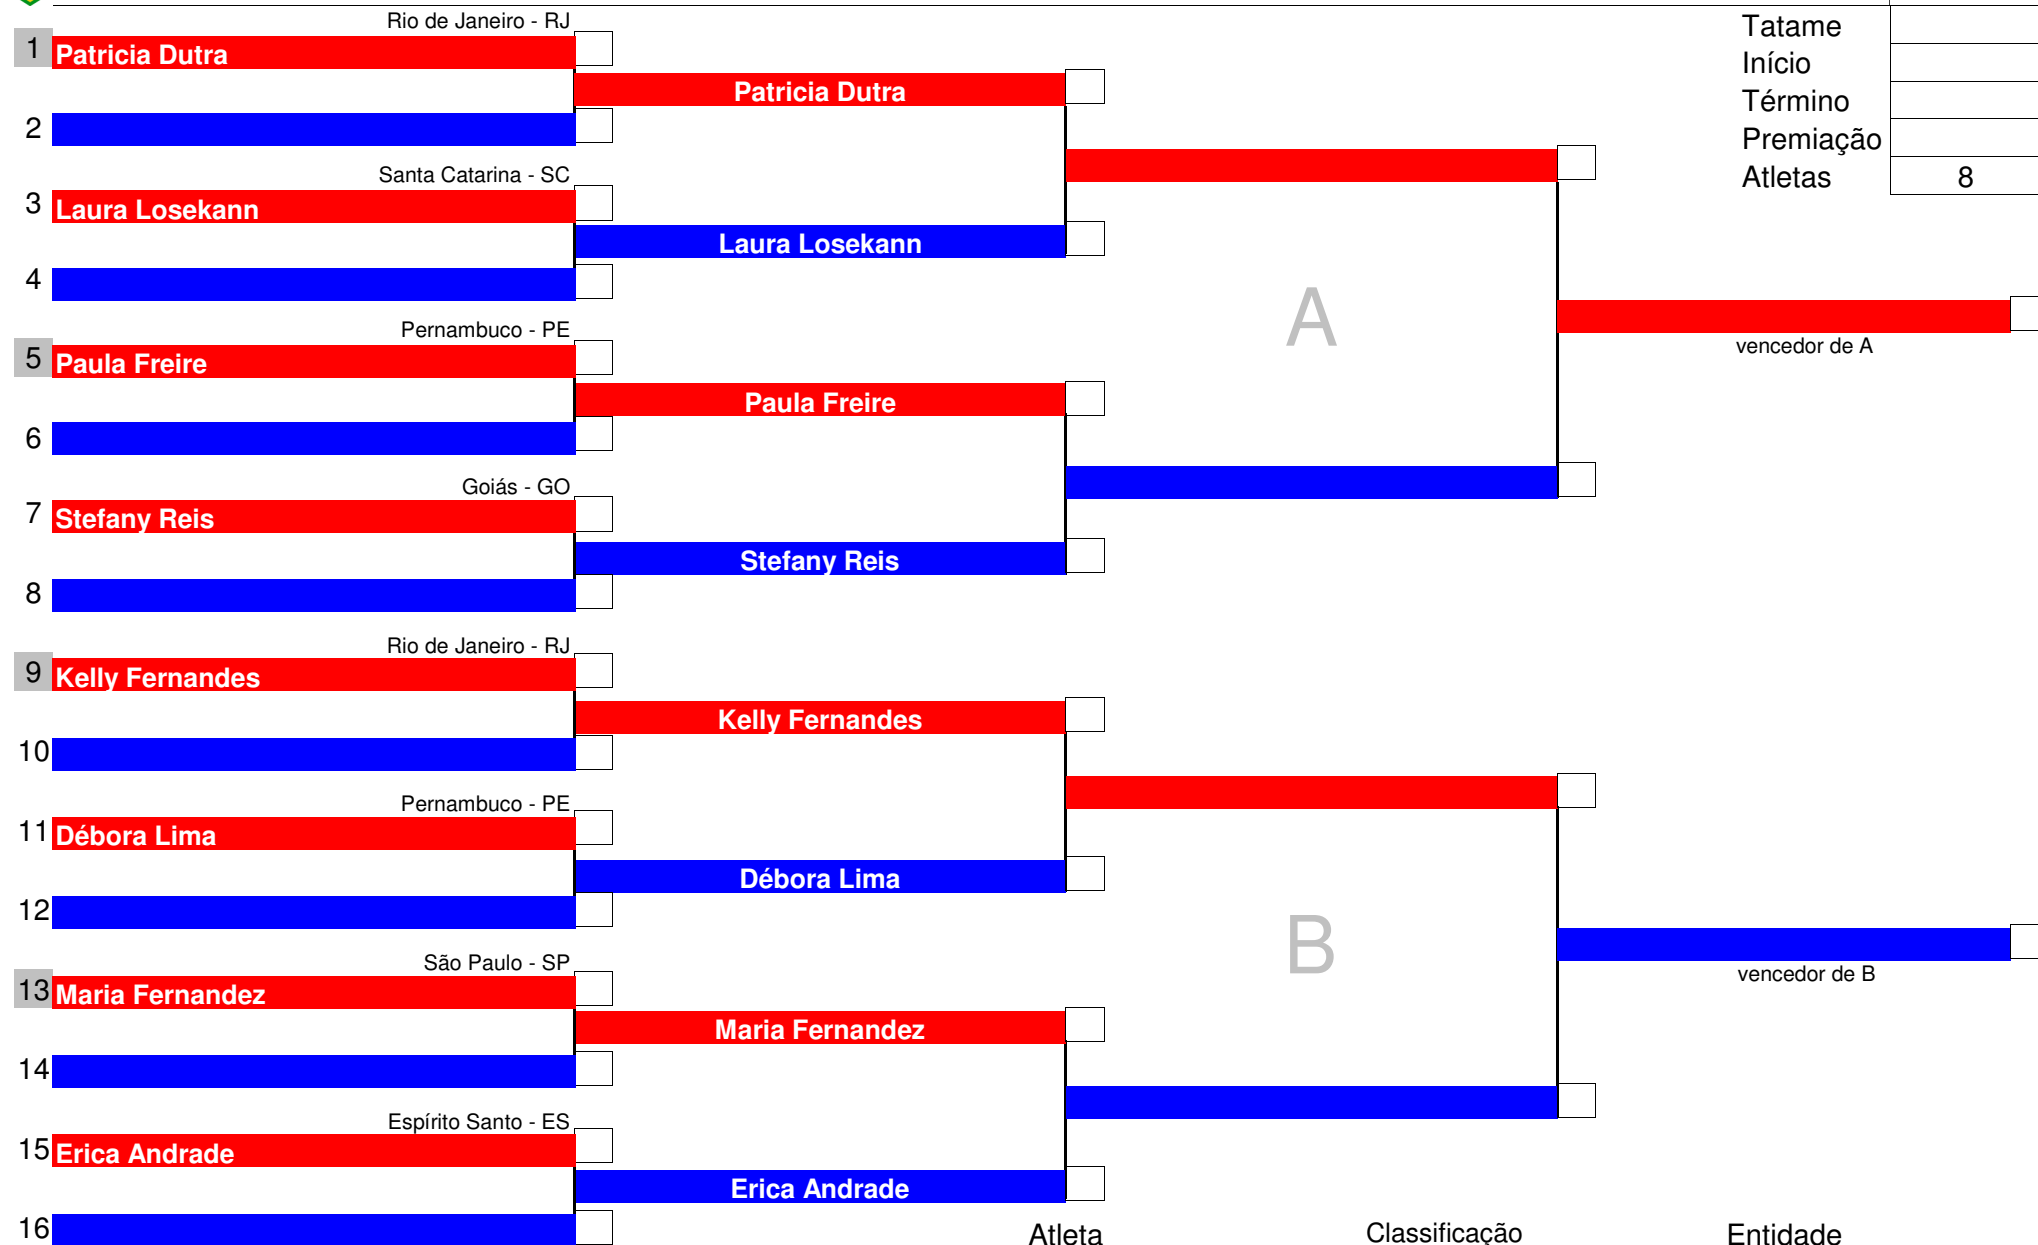 Rio de Janeiro - RJ
1 Patricia Dutra
Patricia Dutra
2
Santa Catarina - SC
3 Laura Losekann
Laura Losekann
4
Pernambuco - PE
5 Paula Freire
Paula Freire
6
Goiás - GO
7 Stefany Reis
Stefany Reis
8
Rio de Janeiro - RJ
9 Kelly Fernandes
Kelly Fernandes
10
Pernambuco - PE
11 Débora Lima
Débora Lima
12
São Paulo - SP
13 Maria Fernandez
Maria Fernandez
14
Espírito Santo - ES
15 Erica Andrade
Erica Andrade
16
A
B
Tatame
Início
Término
Premiação
Atletas 8
vencedor de A
vencedor de B
Atleta Classificação Entidade